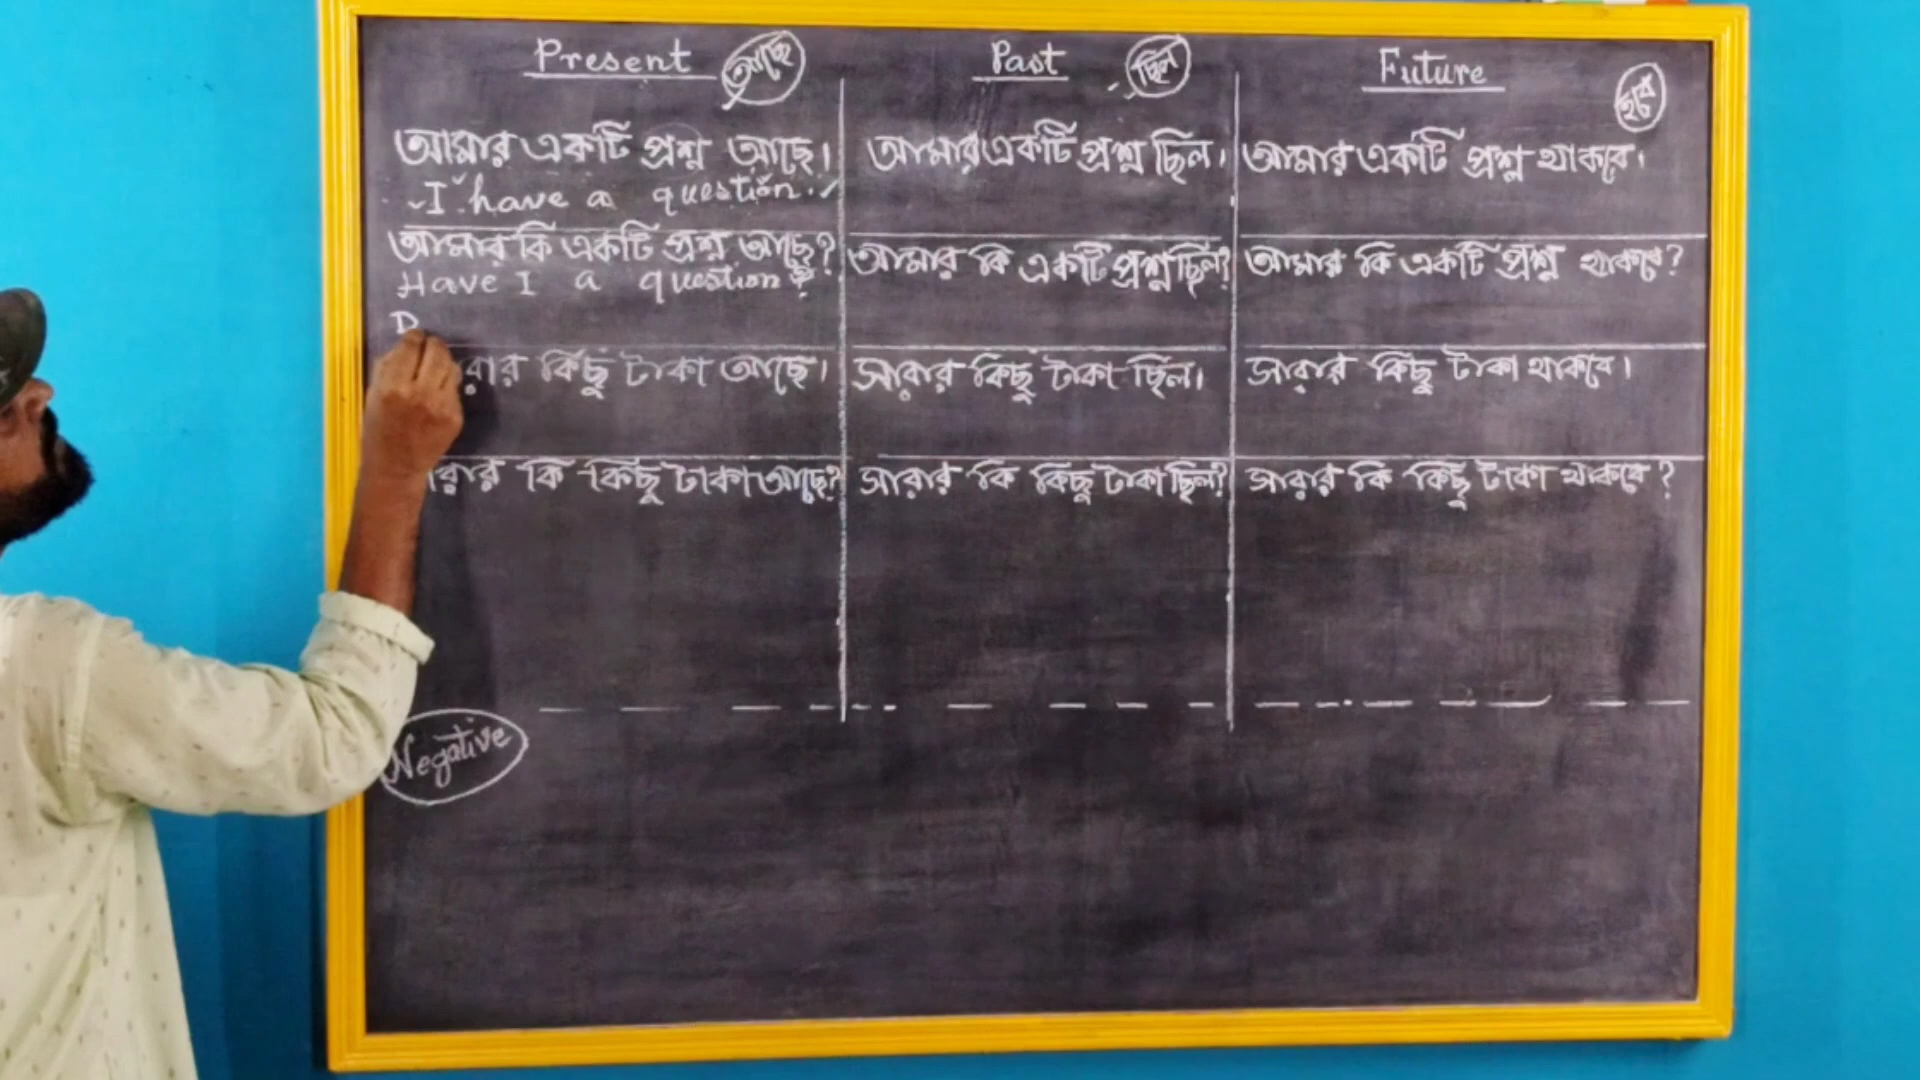 Present আছে
আমার একটি প্রশ্ন আছে।
I have a question.
আমার কি একটি প্রশ্ন আছে?
Have I a question?
কিছু টাকা আছে।
কি কিছু টাকা আছে?
Past ছিল
আমার একটি প্রশ্ন ছিল।
আমার কি একটি প্রশ্ন ছিল?
সারার কিছু টাকা ছিল।
সারার কি কিছু টাকা ছিল?
Future হবে
আমার একটি প্রশ্ন থাকবে।
আমার কি একটি প্রশ্ন থাকবে?
সারার কিছু টাকা থাকবে।
সারার কি কিছু টাকা থাকবে?
Negative